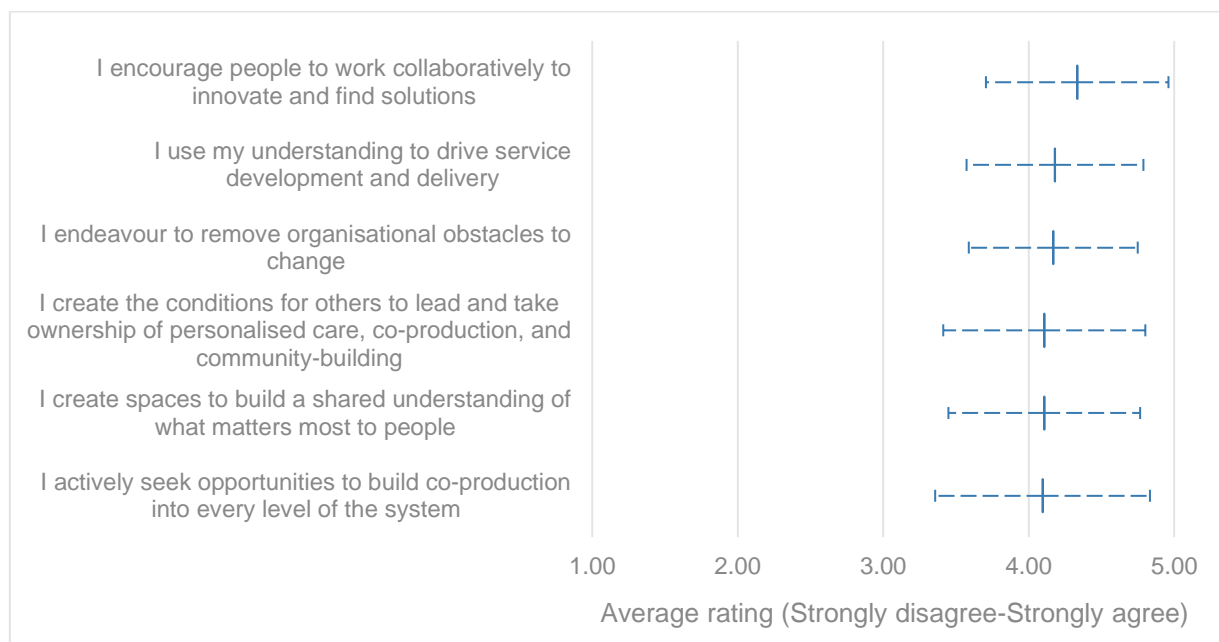 I encourage people to work collaboratively to
innovate and find solutions
I use my understanding to drive service
development and delivery
I endeavour to remove organisational obstacles to
change
I create the conditions for others to lead and take
ownership of personalised care, co-production, and
community-building
I create spaces to build a shared understanding of
what matters most to people
I actively seek opportunities to build co-production
into every level of the system
1.00 2.00 3.00 4.00 5.00
Average rating (Strongly disagree-Strongly agree)